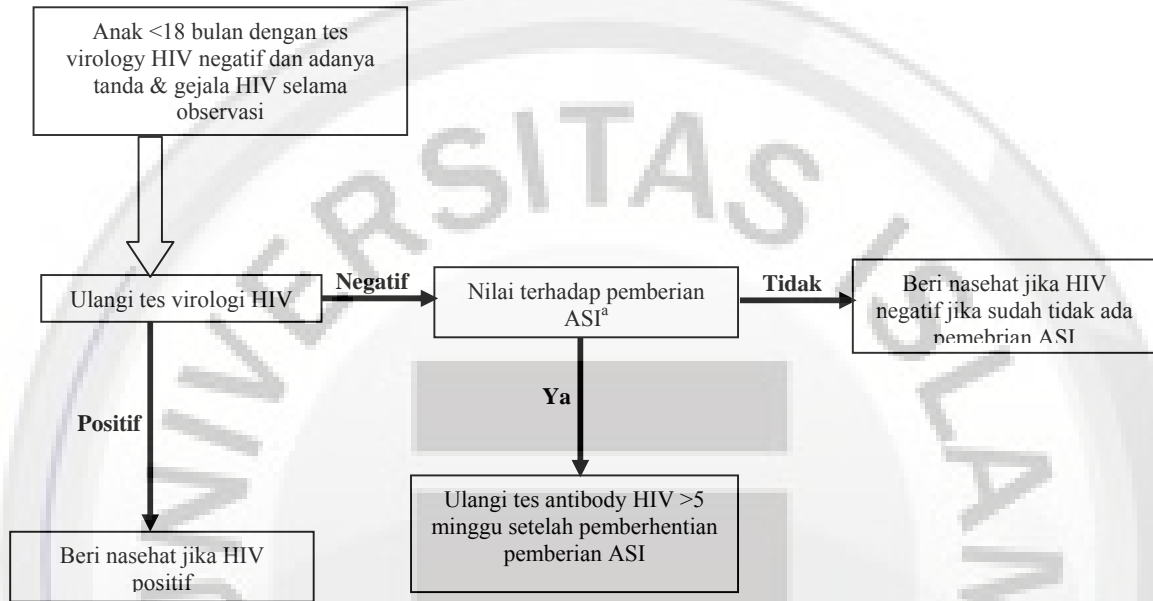 Anak <18 bulan dengan tes
virology HIV negatif dan adanya
tanda & gejala HIV selama
observasi
Ulangi tes virologi HIV
Negatif
Nilai terhadap pemberian
ASIᵃ
Tidak
Beri nasehat jika HIV
negatif jika sudah tidak ada
pemebrian ASI
Positif
Ya
Beri nasehat jika HIV
positif
Ulangi tes antibody HIV >5
minggu setelah pemberhentian
pemberian ASI
UNIVERSITAS ISLAM